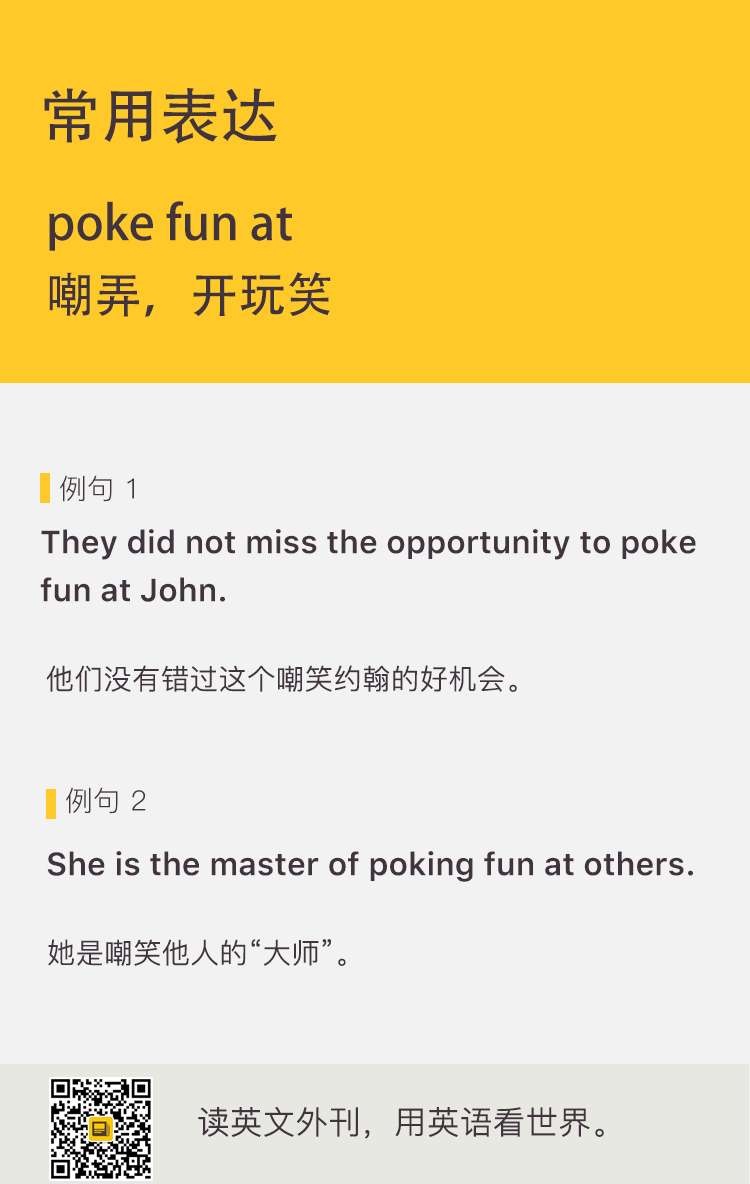 常用表达
poke fun at
嘲弄，开玩笑
例句 1
They did not miss the opportunity to poke
fun at John.
他们没有错过这个嘲笑约翰的好机会。
例句 2
She is the master of poking fun at others.
她是嘲笑他人的“大师”。
读英文外刊，用英语看世界。